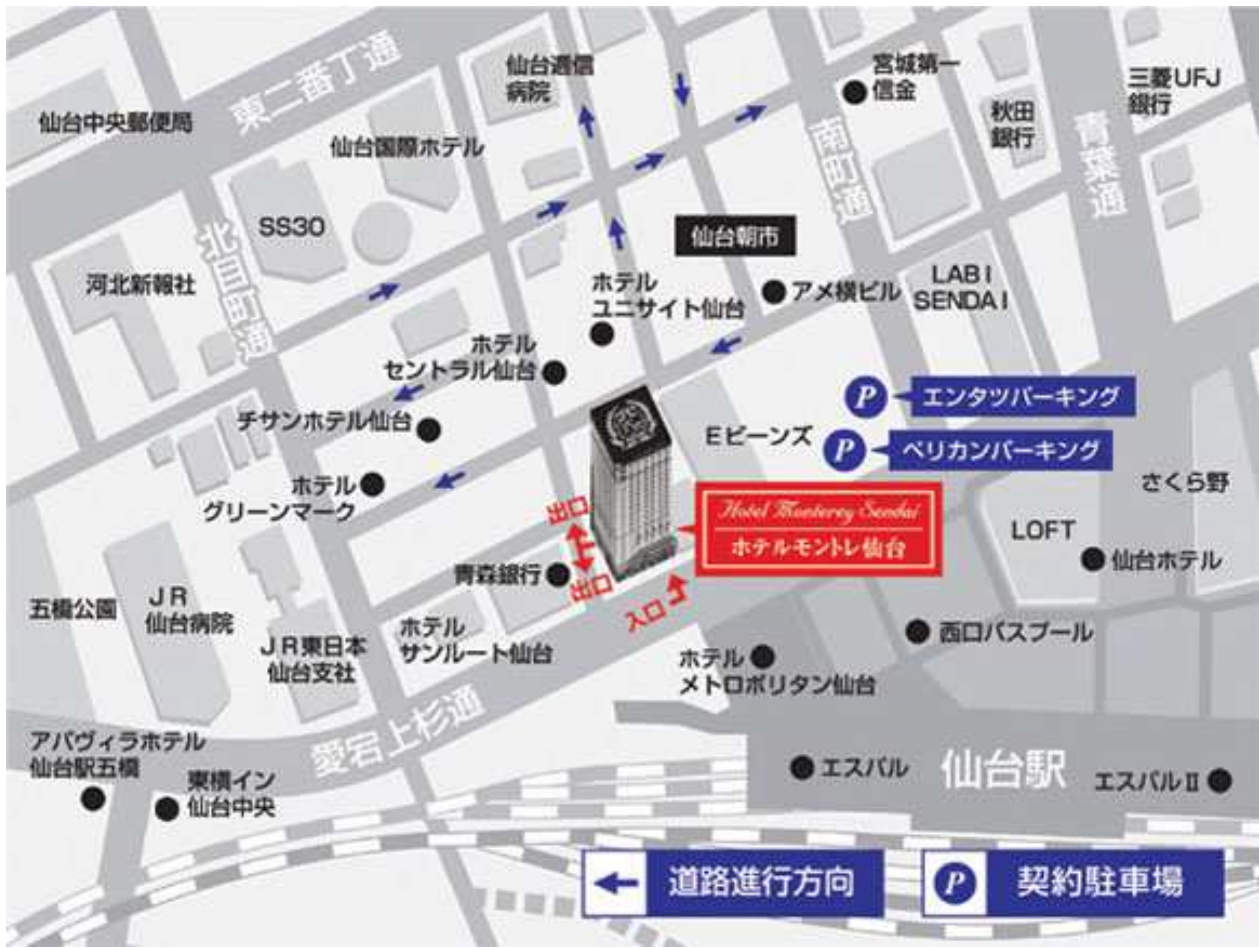 東二番丁通
仙台逓信
病院
宮城第一
信金
三菱UFJ
銀行
秋田
銀行
仙台中央郵便局
仙台国際ホテル
南町通
青葉通
SS30
北目町通
仙台朝市
河北新報社
ホテル
ユニサイト仙台
アメ横ビル
LABI
SENDAI
ホテル
セントラル仙台
チサンホテル仙台
P
エンタツパーキング
Eビーンズ
P
ペリカンパーキング
ホテル
グリーンマーク
さくら野
出口
Hotel Monterey Sendai
ホテルモントレ仙台
LOFT
仙台ホテル
青森銀行
出口
入口
五橋公園
JR
仙台病院
JR東日本
仙台支社
ホテル
サンルート仙台
西口バスプール
ホテル
メトロポリタン仙台
愛宕上杉通
アパヴィラホテル
仙台駅五橋
東横イン
仙台中央
エスパル
仙台駅
エスパルⅡ
道路進行方向
P
契約駐車場